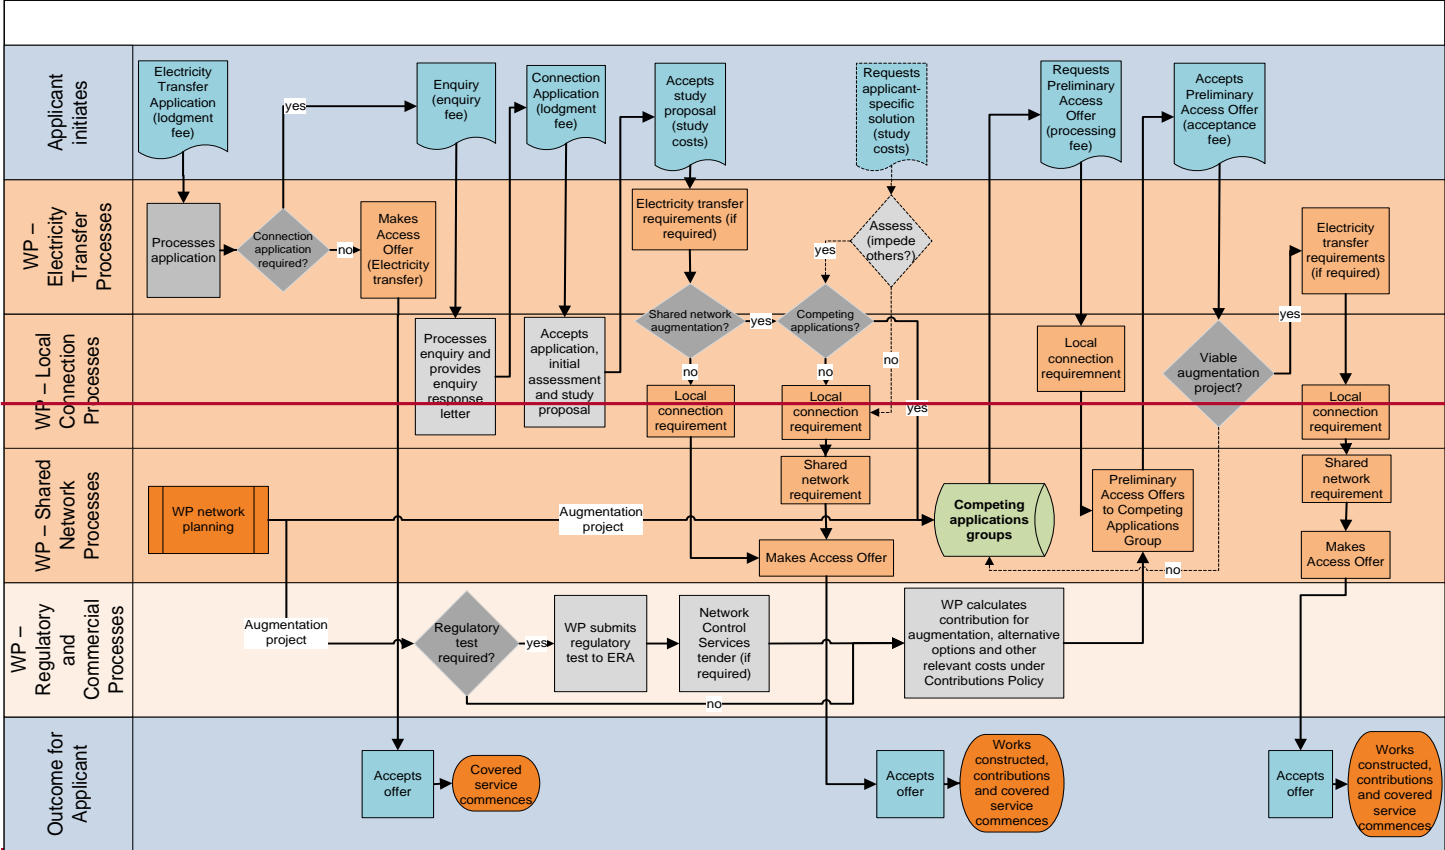 Applicant
initiates
Electricity
Transfer
Application
(lodgment
fee)
yes
Enquiry
(enquiry
fee)
Connection
Application
(lodgment
fee)
Accepts
study
proposal
(study
costs)
Requests
applicant-
specific
solution
(study
costs)
Requests
Preliminary
Access
Offer
(processing
fee)
Accepts
Preliminary
Access Offer
(acceptance
fee)
WP –
Electricity
Transfer
Processes
Processes
application
Connection
application
required?
no
Makes
Access
Offer
(Electricity
transfer)
Electricity transfer
requirements (if
required)
Assess
(impede
others?)
yes
Electricity
transfer
requirements
(if required)
Shared network
augmentation?
yes
Competing
applications?
yes
WP – Local
Connection
Processes
Processes
enquiry and
provides
enquiry
response
letter
Accepts
application,
initial
assessment
and study
proposal
no
Local
connection
requirement
no
Local
connection
requirement
no
yes
Local
connection
requiremnent
Viable
augmentation
project?
Local
connection
requirement
WP – Shared
Network
Processes
WP network
planning
Augmentation
project
Shared
network
requirement
Makes Access Offer
Competing
applications
groups
Preliminary
Access Offers
to Competing
Applications
Group
no
Shared
network
requirement
Makes
Access Offer
WP –
Regulatory
and
Commercial
Processes
Augmentation
project
Regulatory
test
required?
yes
WP submits
regulatory
test to ERA
Network
Control
Services
tender (if
required)
no
WP calculates
contribution for
augmentation, alternative
options and other
relevant costs under
Contributions Policy
Outcome for
Applicant
Accepts
offer
Covered
service
commences
Accepts
offer
Works
constructed,
contributions
and covered
service
commences
Accepts
offer
Works
constructed,
contributions
and covered
service
commences